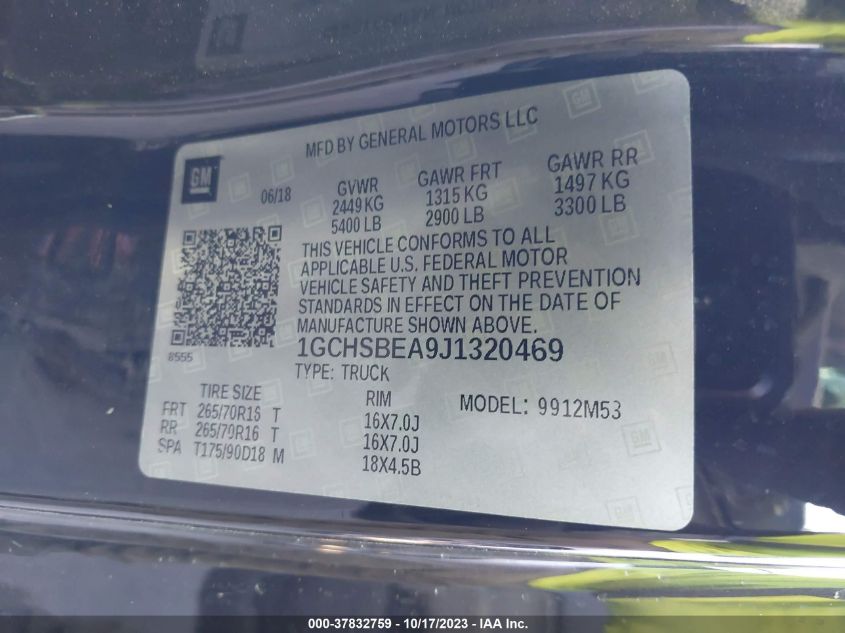 MFD BY GENERAL MOTORS LLC
GM
06/18
GVWR GAWR FRT GAWR RR
2449 KG 1315 KG 1497 KG
5400 LB 2900 LB 3300 LB
THIS VEHICLE CONFORMS TO ALL
APPLICABLE U.S. FEDERAL MOTOR
VEHICLE SAFETY AND THEFT PREVENTION
STANDARDS IN EFFECT ON THE DATE OF
MANUFACTURE SHOWN ABOVE.
8555
1GCHSBEA9J1320469
TYPE: TRUCK
TIRE SIZE RIM MODEL: 9912M53
FRT 265/70R16 T 16X7.0J
RR 265/70R16 T 16X7.0J
SPA T175/90D18 M 18X4.5B
000-37832759 - 10/17/2023 - IAA Inc.